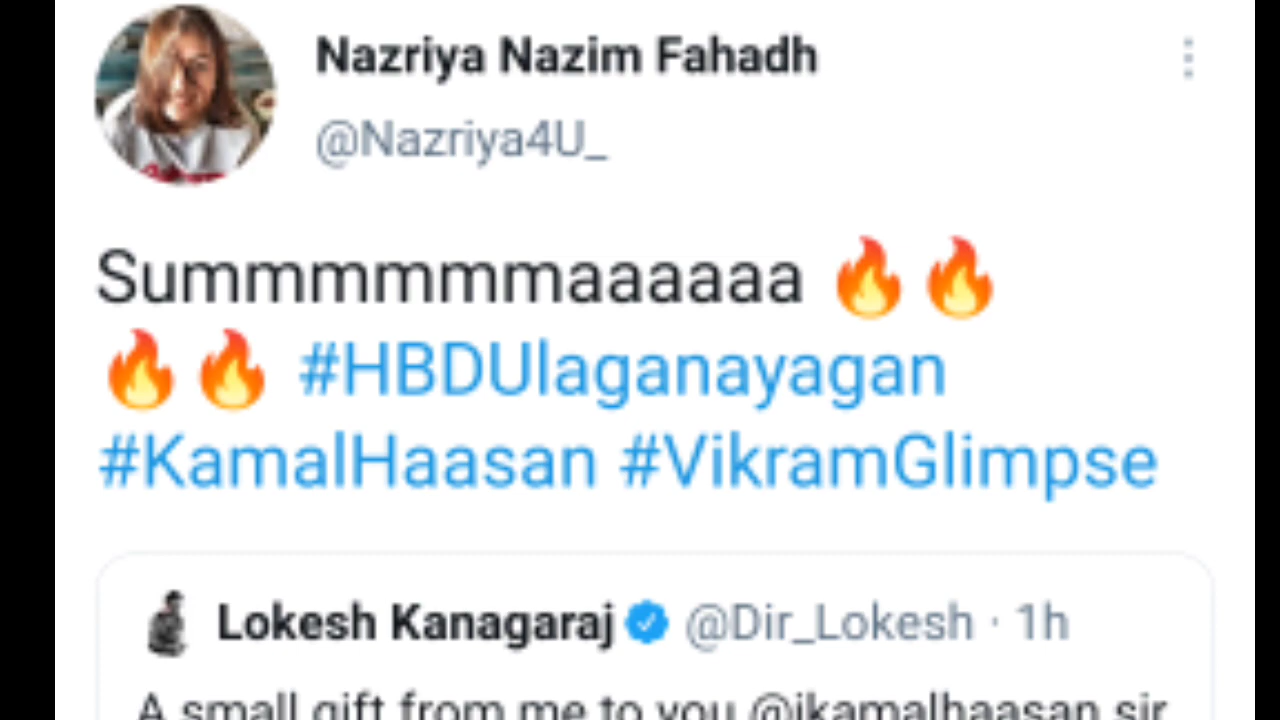 Nazriya Nazim Fahadh
@Nazriya4U_
Summmmmmaaaaaa 🔥🔥
🔥🔥 #HBDUlaganayagan
#KamalHaasan #VikramGlimpse
Lokesh Kanagaraj @Dir_Lokesh · 1h
A small gift from me to you @ikamalhaasan sir